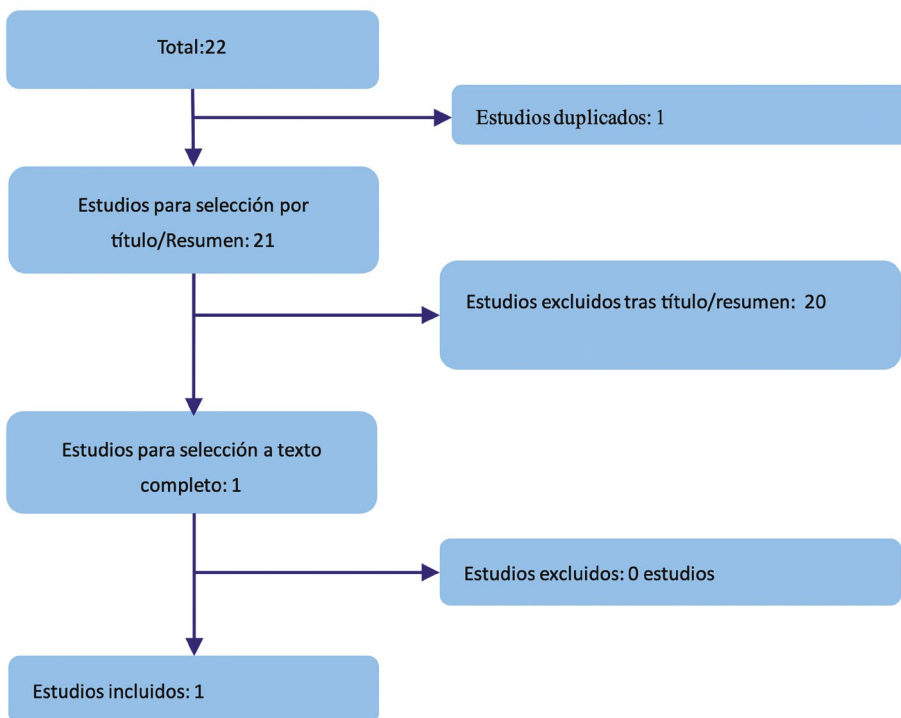 Total:22
Estudios duplicados: 1
Estudios para selección por
título/Resumen: 21
Estudios excluidos tras título/resumen: 20
Estudios para selección a texto
completo: 1
Estudios excluidos: 0 estudios
Estudios incluidos: 1